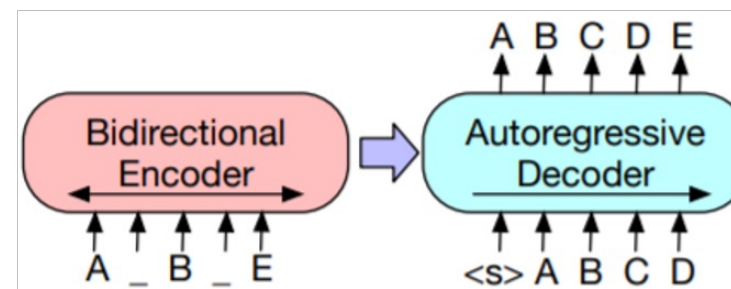 A B C D E
Bidirectional
Encoder
Autoregressive
Decoder
A _ B _ E
<s> A B C D